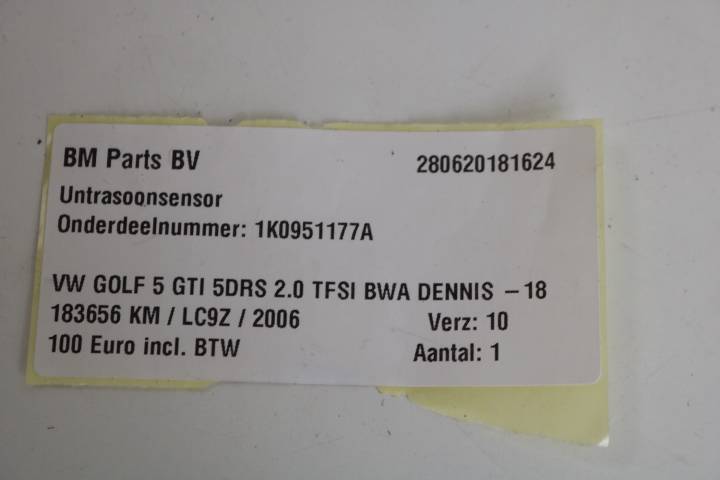 BM Parts BV 280620181624
Untrasoonsensor
Onderdeelnummer: 1K0951177A
VW GOLF 5 GTI 5DRS 2.0 TFSI BWA DENNIS – 18
183656 KM / LC9Z / 2006 Verz: 10
100 Euro incl. BTW Aantal: 1